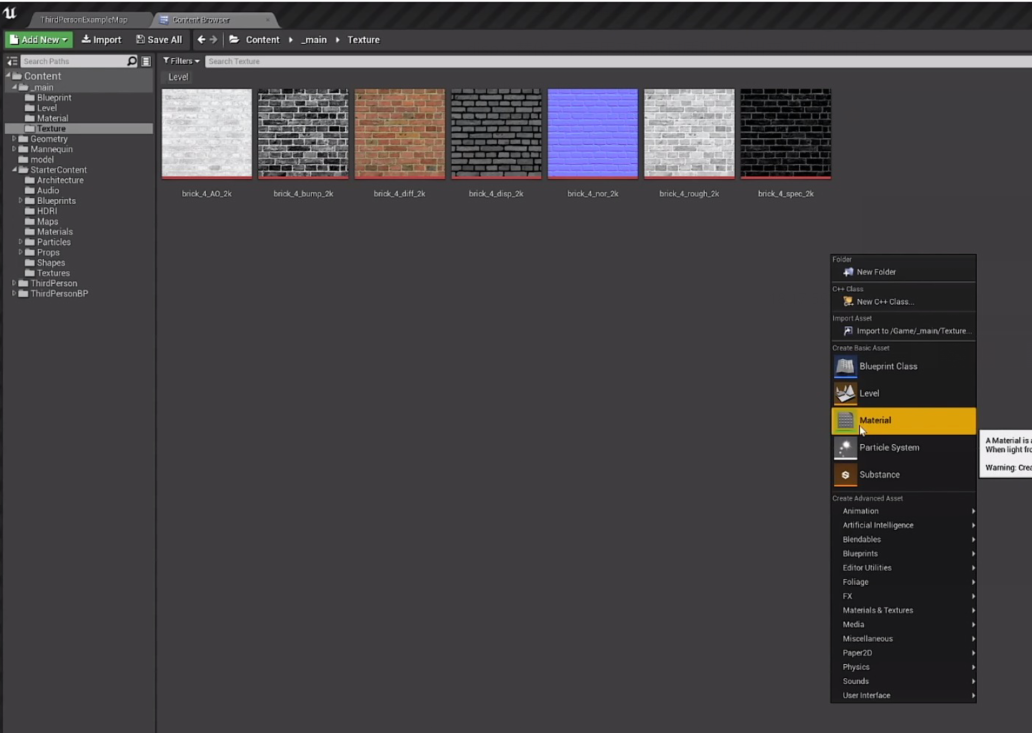 ThirdPersonExampleMap
Content Browser
Add New
Import
Save All
Content
_main
Texture
Search Paths
Filters
Search Texture
Level
Content
_main
Blueprint
Level
Material
Texture
Geometry
Mannequin
model
StarterContent
Architecture
Audio
Blueprints
HDRI
Maps
Materials
Particles
Props
Shapes
Textures
ThirdPerson
ThirdPersonBP
brick_4_AO_2k
brick_4_bump_2k
brick_4_diff_2k
brick_4_disp_2k
brick_4_nor_2k
brick_4_rough_2k
brick_4_spec_2k
Folder
New Folder
C++ Class
New C++ Class...
Import Asset
Import to /Game/_main/Texture...
Create Basic Asset
Blueprint Class
Level
Material
Particle System
Substance
Create Advanced Asset
Animation
Artificial Intelligence
Blendables
Blueprints
Editor Utilities
Foliage
FX
Materials & Textures
Media
Miscellaneous
Paper2D
Physics
Sounds
User Interface
A Material is
When light
Warning: